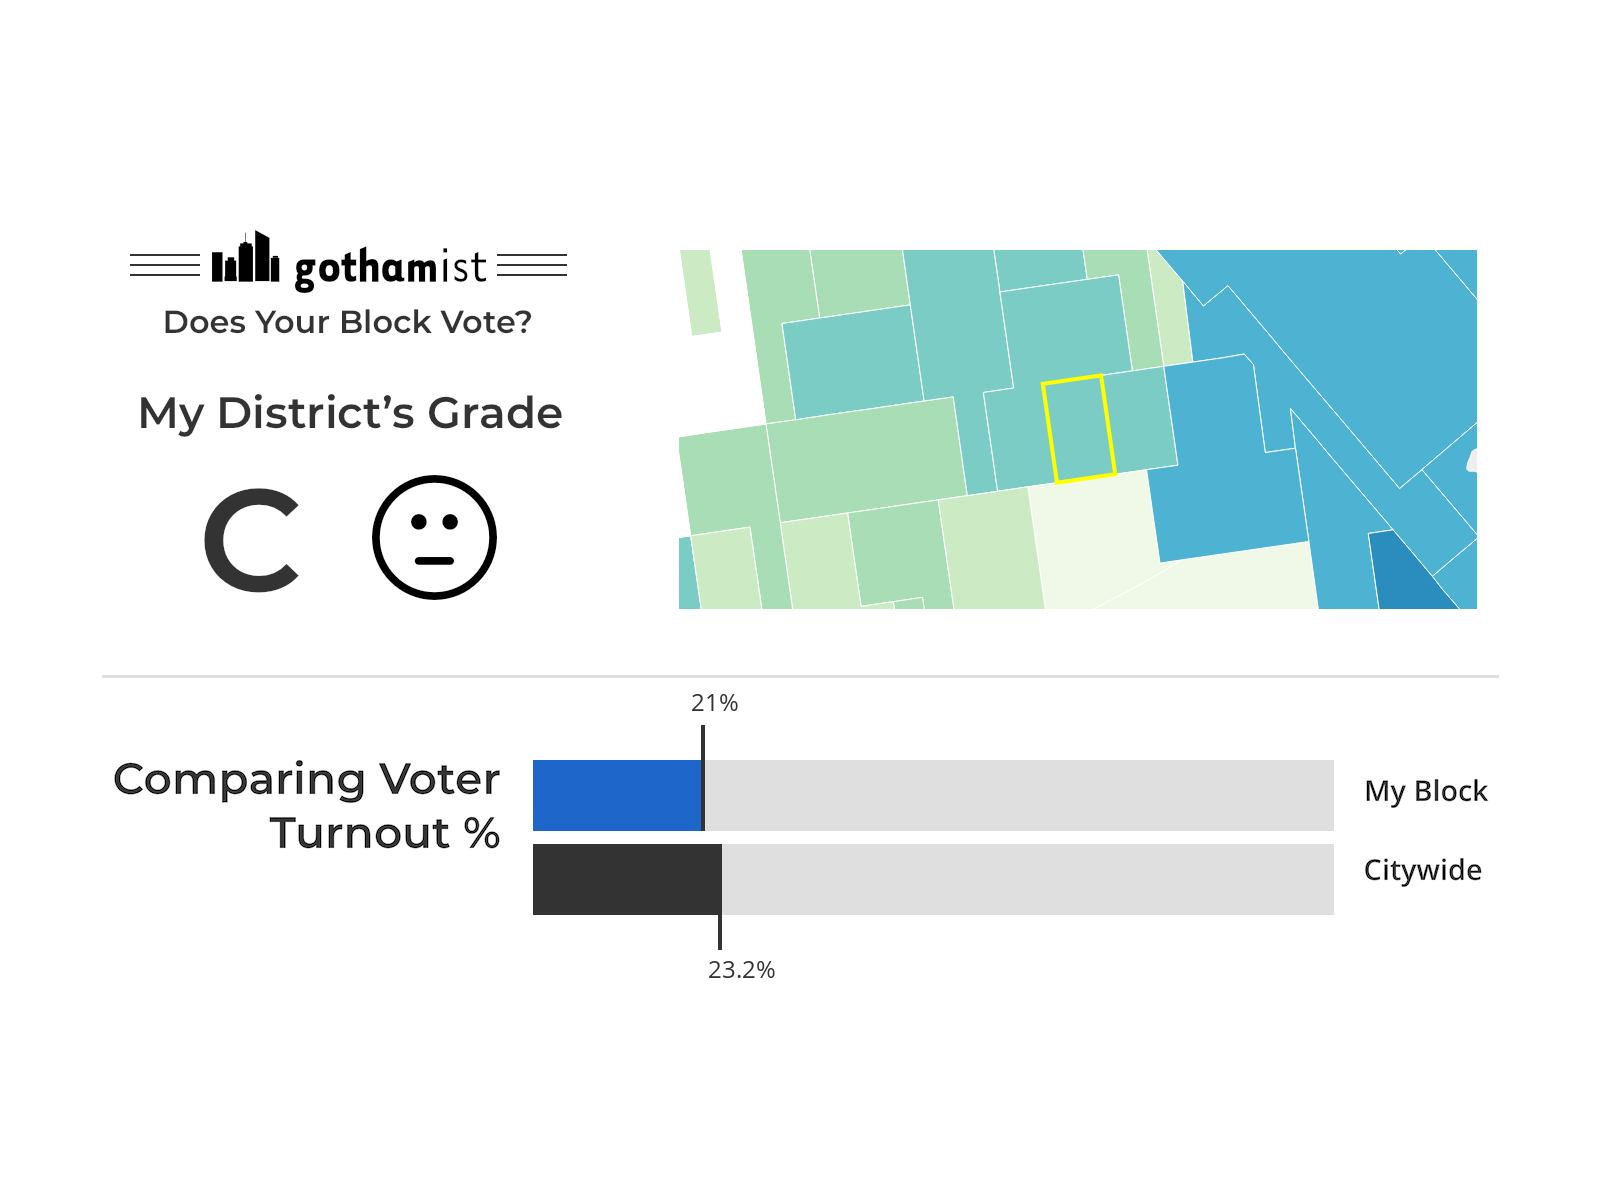 gothamist
Does Your Block Vote?
My District’s Grade
C
21%
Comparing Voter
Turnout %
My Block
Citywide
23.2%